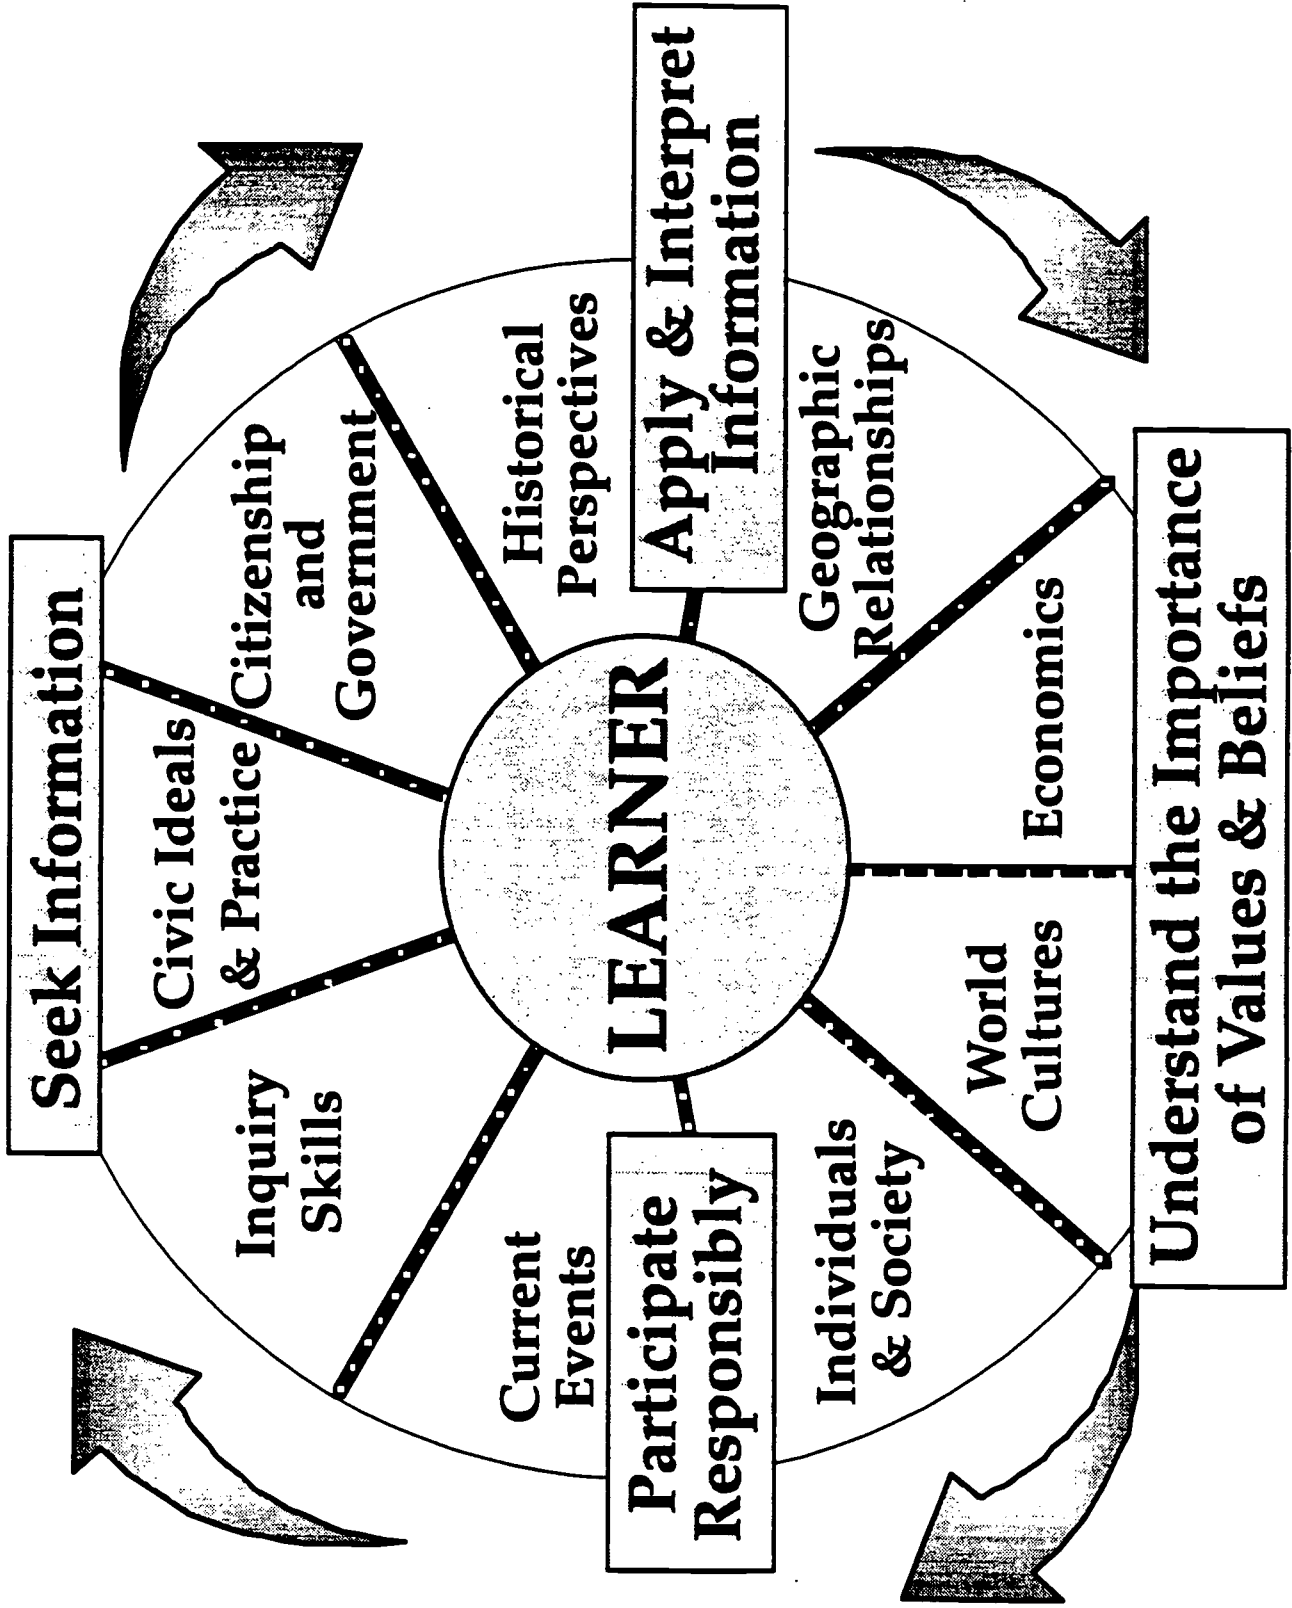 Seek Information
Civic Ideals
& Practice
Citizenship
and
Government
Historical
Perspectives
Apply & Interpret
Information
Geographic
Relationships
Economics
Understand the Importance
of Values & Beliefs
World
Cultures
Individuals
& Society
Participate
Responsibly
Current
Events
Inquiry
Skills
LEARNER